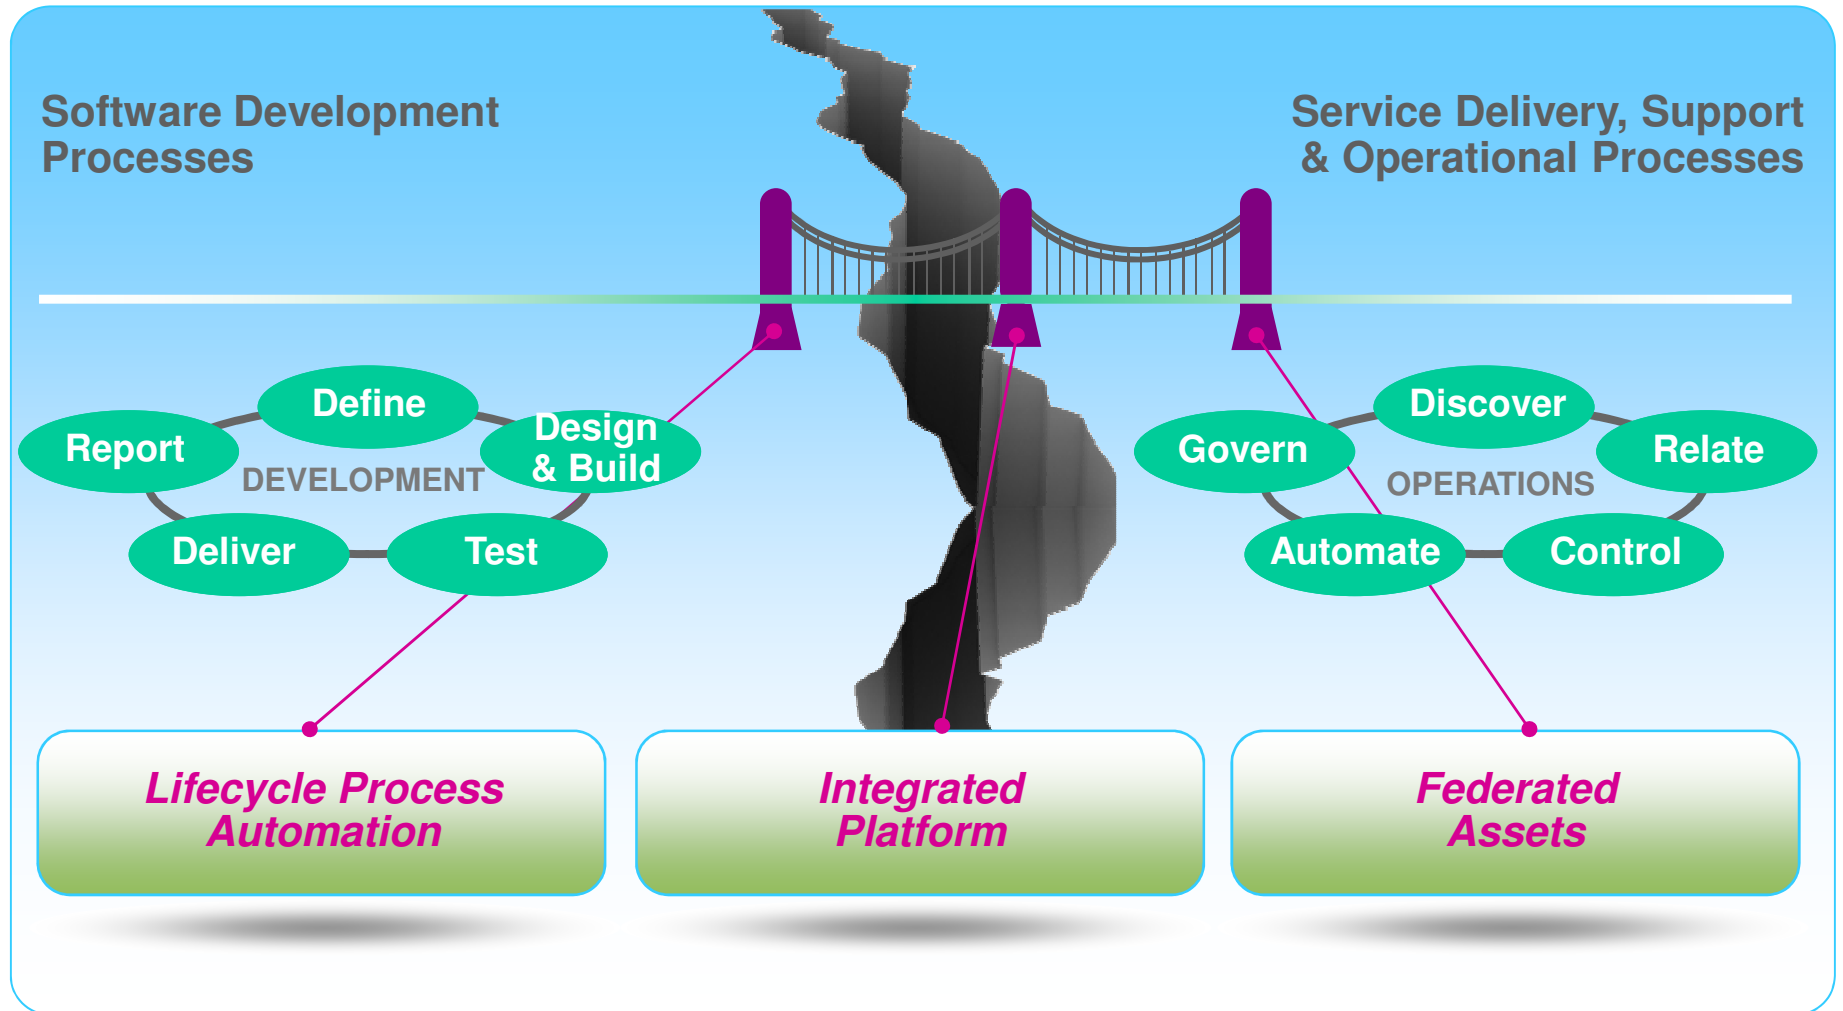 Software Development
Processes
Service Delivery, Support
& Operational Processes
Define
Report
Design
& Build
DEVELOPMENT
Deliver
Test
Discover
Govern
Relate
OPERATIONS
Automate
Control
Lifecycle Process
Automation
Integrated
Platform
Federated
Assets